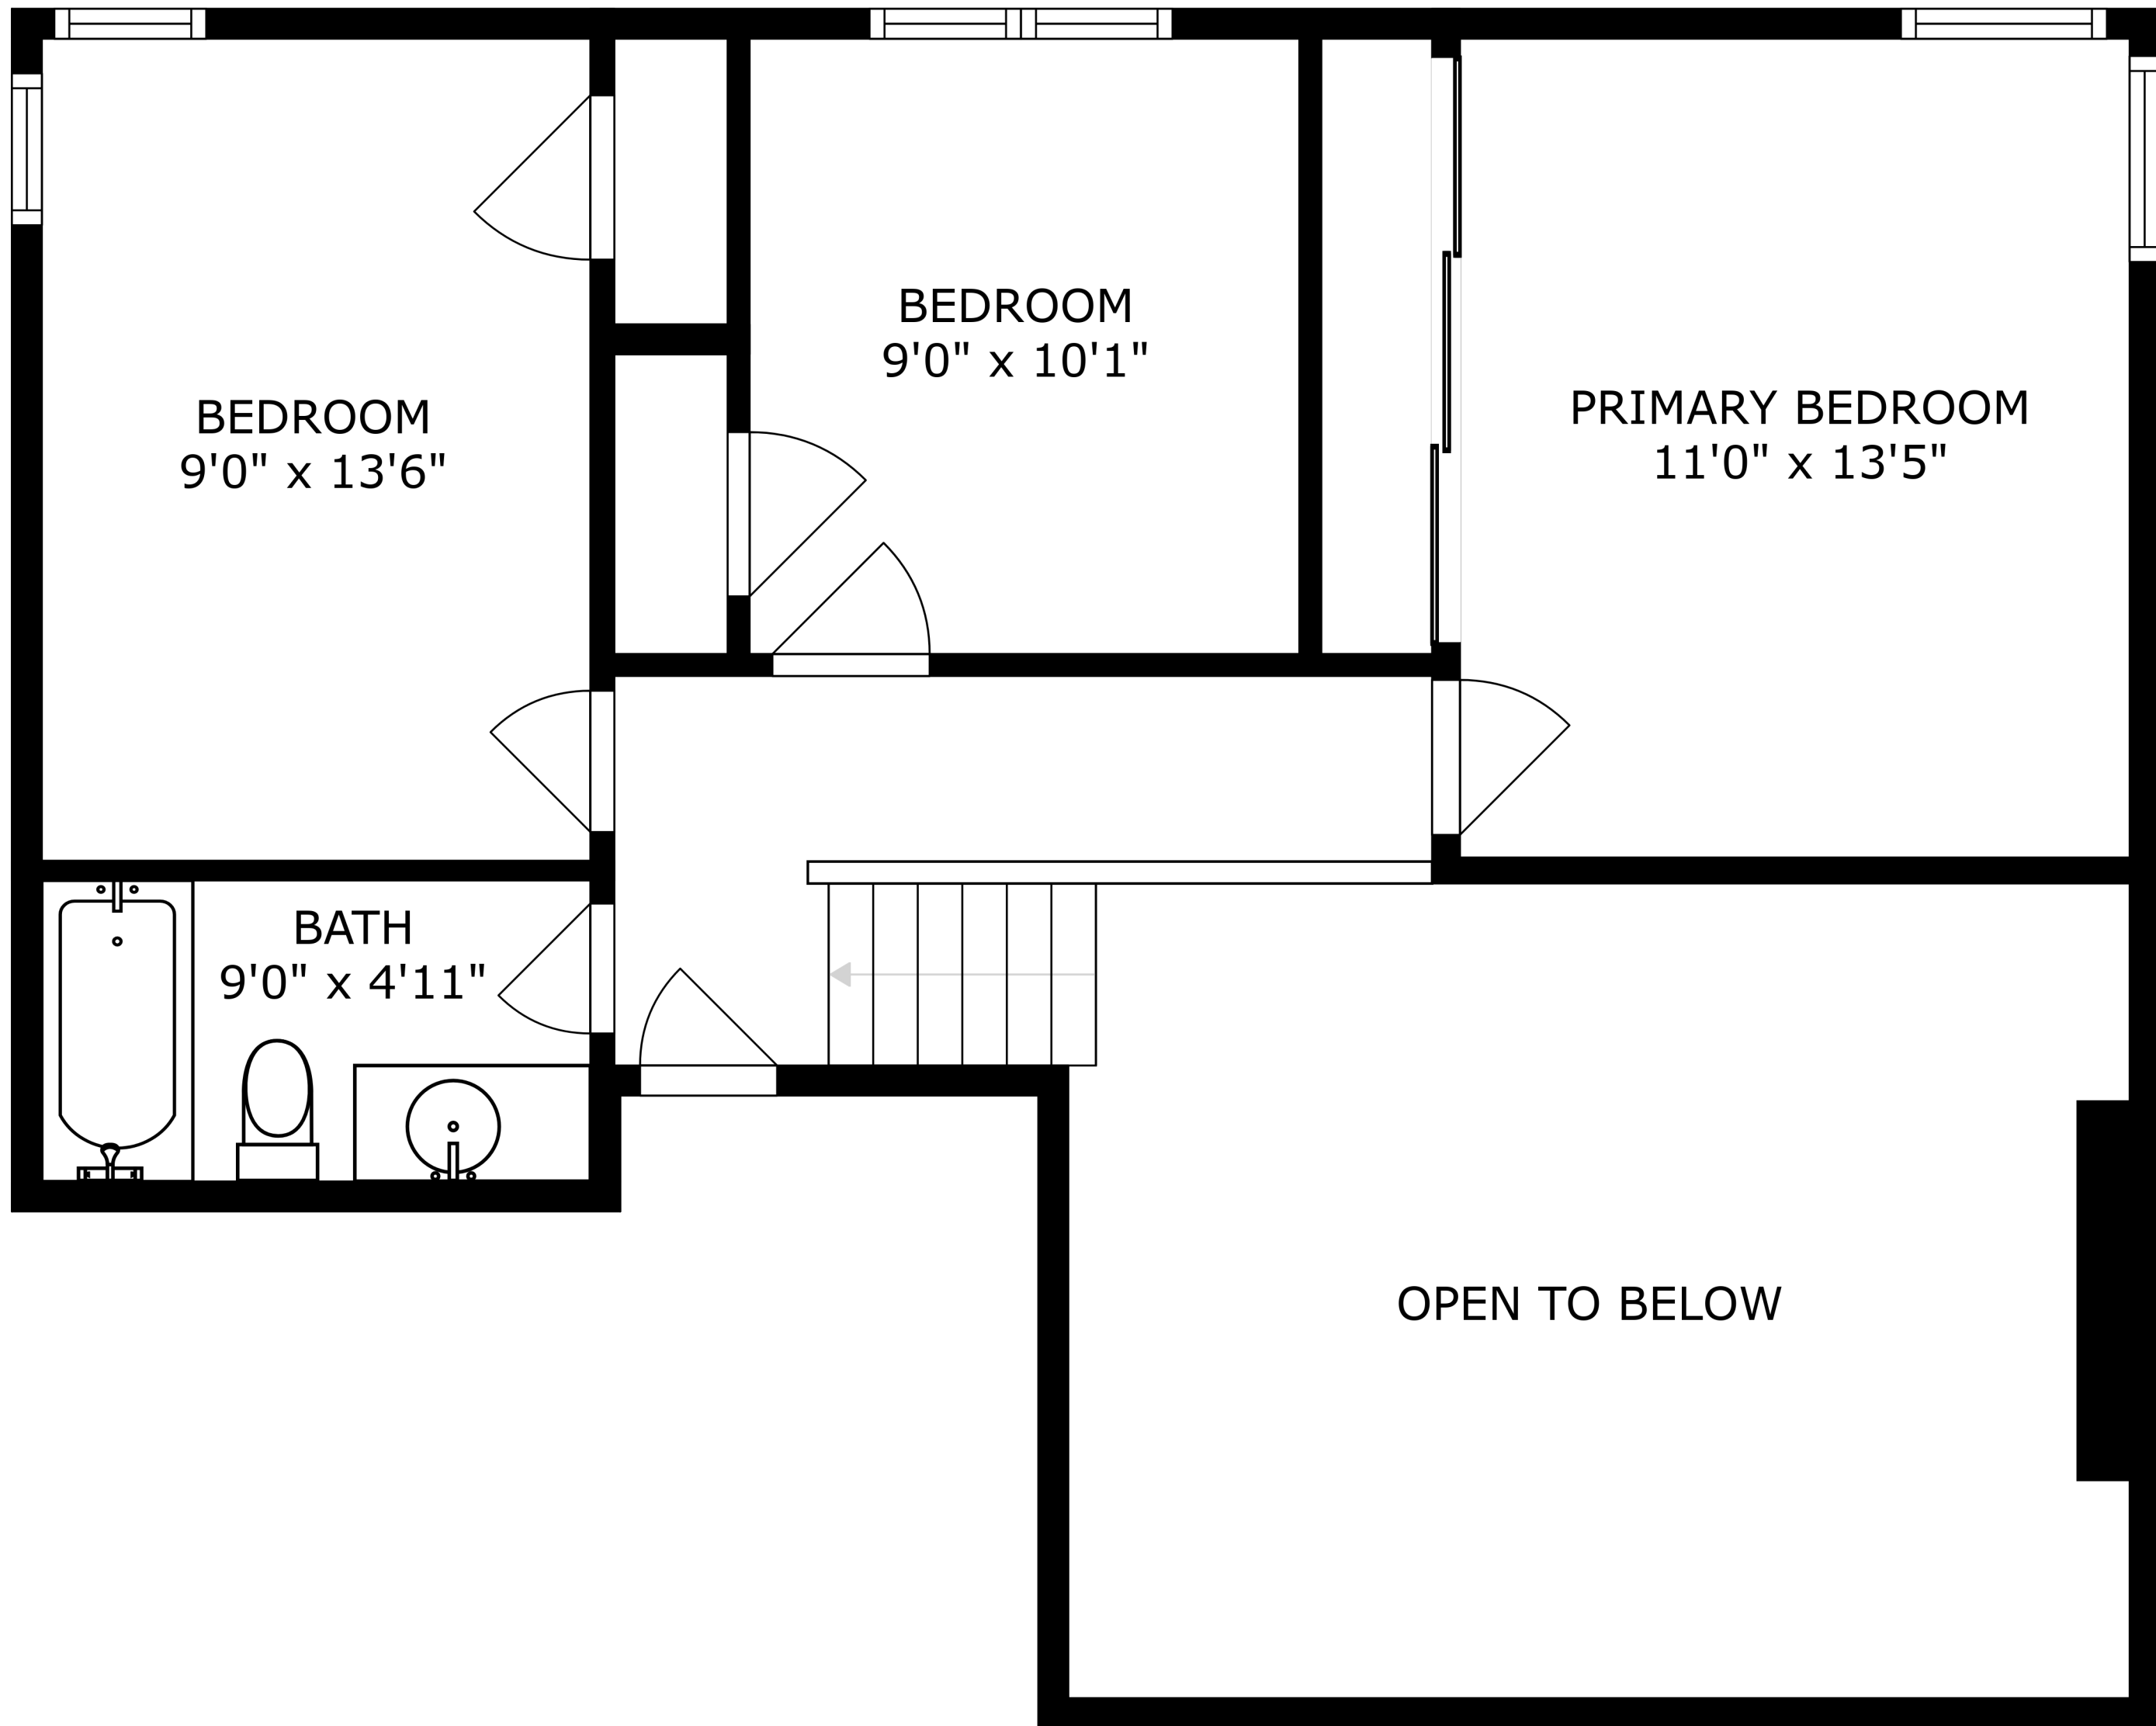 BEDROOM
9'0" x 13'6"
BEDROOM
9'0" x 10'1"
PRIMARY BEDROOM
11'0" x 13'5"
BATH
9'0" x 4'11"
OPEN TO BELOW